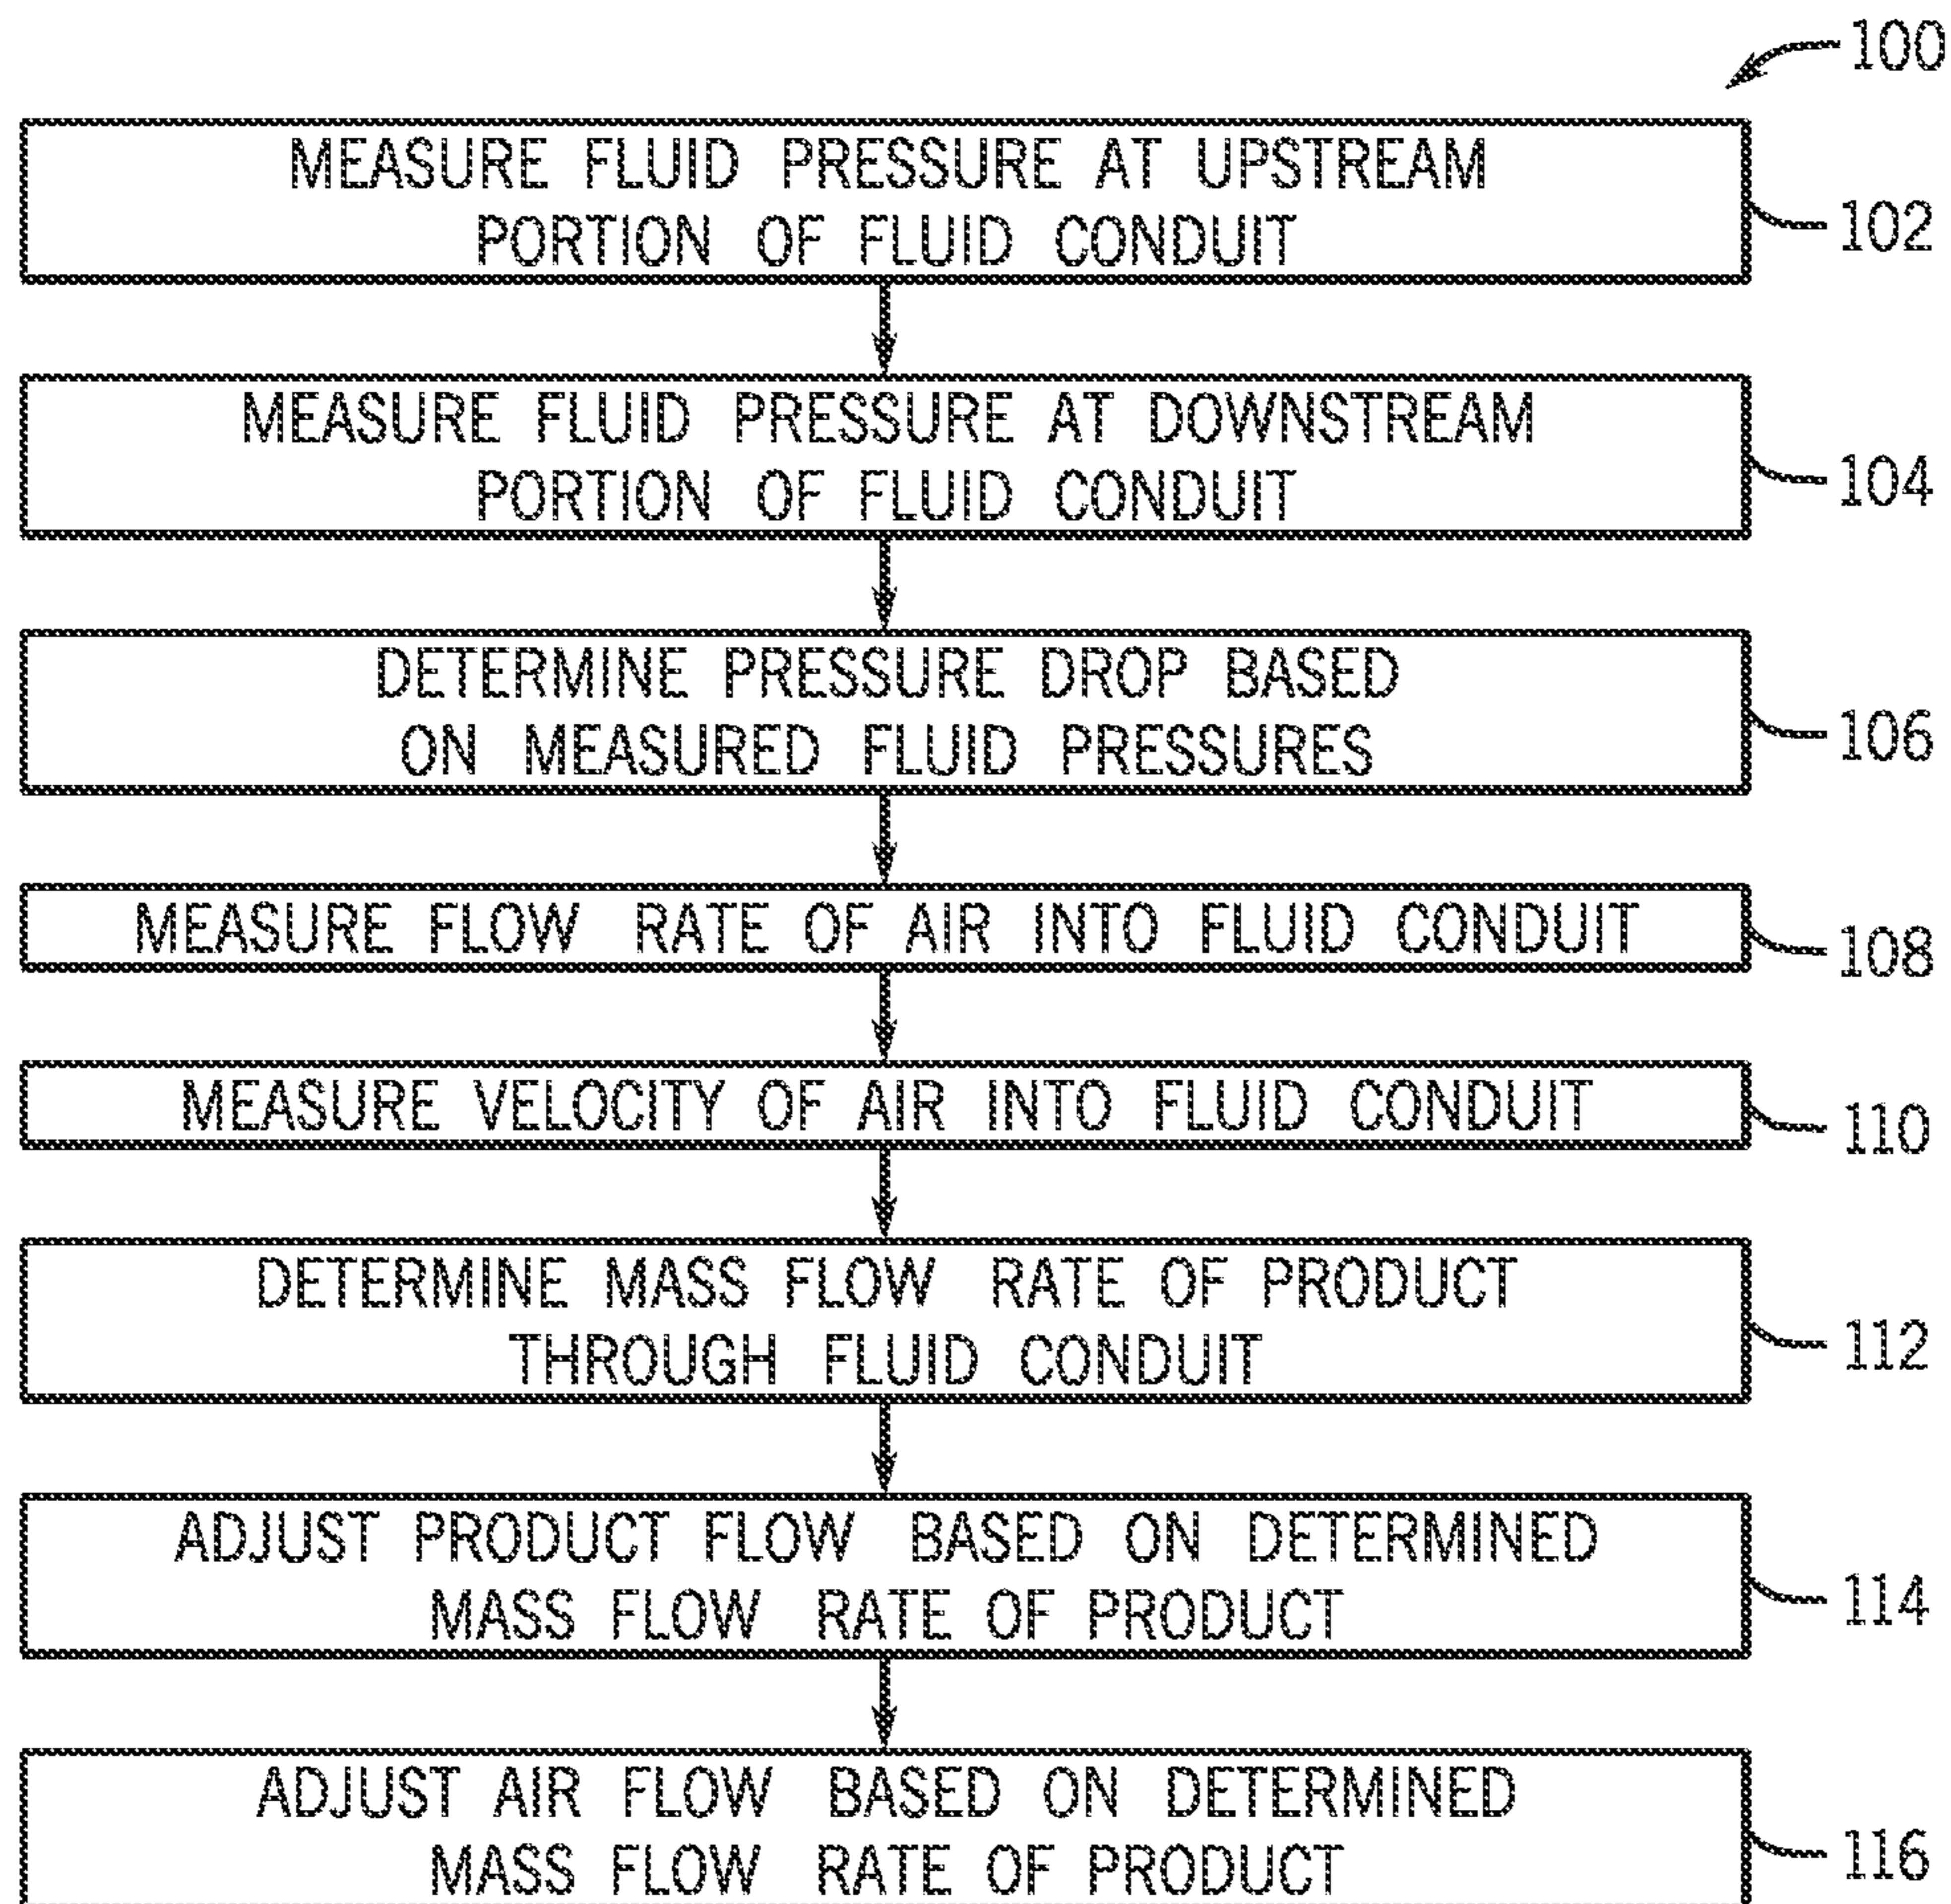 100
MEASURE FLUID PRESSURE AT UPSTREAM
PORTION OF FLUID CONDUIT
102
MEASURE FLUID PRESSURE AT DOWNSTREAM
PORTION OF FLUID CONDUIT
104
DETERMINE PRESSURE DROP BASED
ON MEASURED FLUID PRESSURES
106
MEASURE FLOW RATE OF AIR INTO FLUID CONDUIT
108
MEASURE VELOCITY OF AIR INTO FLUID CONDUIT
110
DETERMINE MASS FLOW RATE OF PRODUCT
THROUGH FLUID CONDUIT
112
ADJUST PRODUCT FLOW BASED ON DETERMINED
MASS FLOW RATE OF PRODUCT
114
ADJUST AIR FLOW BASED ON DETERMINED
MASS FLOW RATE OF PRODUCT
116